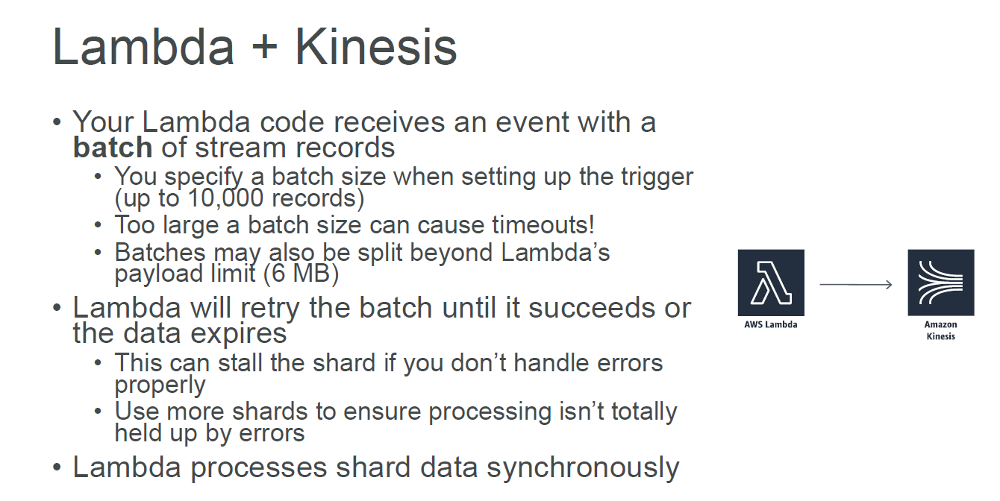 Lambda + Kinesis
• Your Lambda code receives an event with a
batch of stream records
• You specify a batch size when setting up the trigger
(up to 10,000 records)
• Too large a batch size can cause timeouts!
• Batches may also be split beyond Lambda’s
payload limit (6 MB)
• Lambda will retry the batch until it succeeds or
the data expires
• This can stall the shard if you don’t handle errors
properly
• Use more shards to ensure processing isn’t totally
held up by errors
• Lambda processes shard data synchronously
AWS Lambda
Amazon
Kinesis